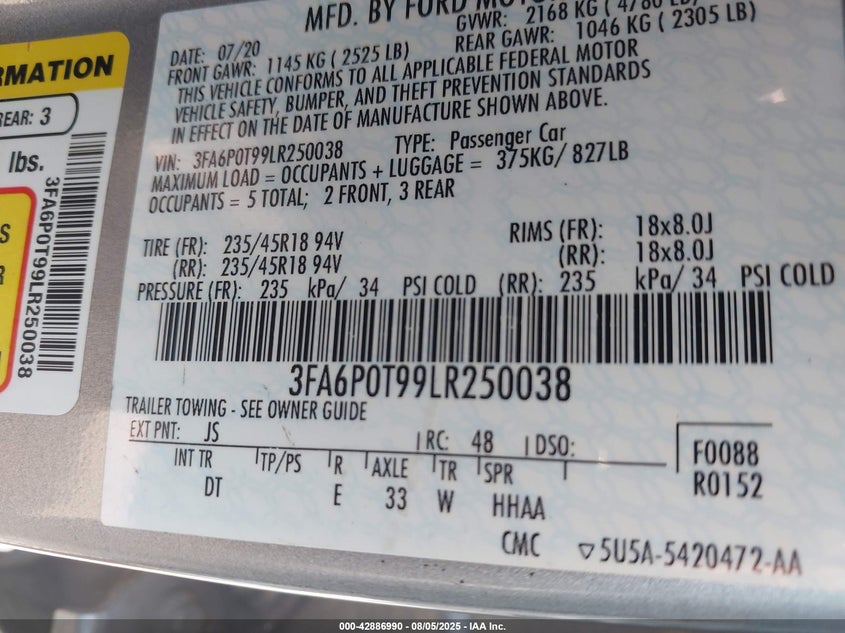 MFD. BY FORD MOTOR
DATE: 07/20 GVWR: 2168 KG ( 4780 LB)
FRONT GAWR: 1145 KG ( 2525 LB) REAR GAWR: 1046 KG ( 2305 LB)
THIS VEHICLE CONFORMS TO ALL APPLICABLE FEDERAL MOTOR
VEHICLE SAFETY, BUMPER, AND THEFT PREVENTION STANDARDS
IN EFFECT ON THE DATE OF MANUFACTURE SHOWN ABOVE.
VIN: 3FA6P0T99LR250038 TYPE: Passenger Car
MAXIMUM LOAD = OCCUPANTS + LUGGAGE = 375KG/ 827LB
OCCUPANTS = 5 TOTAL; 2 FRONT, 3 REAR
TIRE (FR): 235/45R18 94V RIMS (FR): 18x8.0J
(RR): 235/45R18 94V (RR): 18x8.0J
PRESSURE (FR): 235 kPa/ 34 PSI COLD (RR): 235 kPa/ 34 PSI COLD
3FA6P0T99LR250038
TRAILER TOWING - SEE OWNER GUIDE
EXT PNT: JS RC: 48 DSO:
INT TR TP/PS R AXLE TR SPR
DT E 33 W HHAA
F0088
R0152
CMC ▽5U5A-5420472-AA
RMATION
REAR: 3
lbs.
3FA6P0T99LR250038
S
R
000-42886990 - 08/05/2025 - IAA Inc.